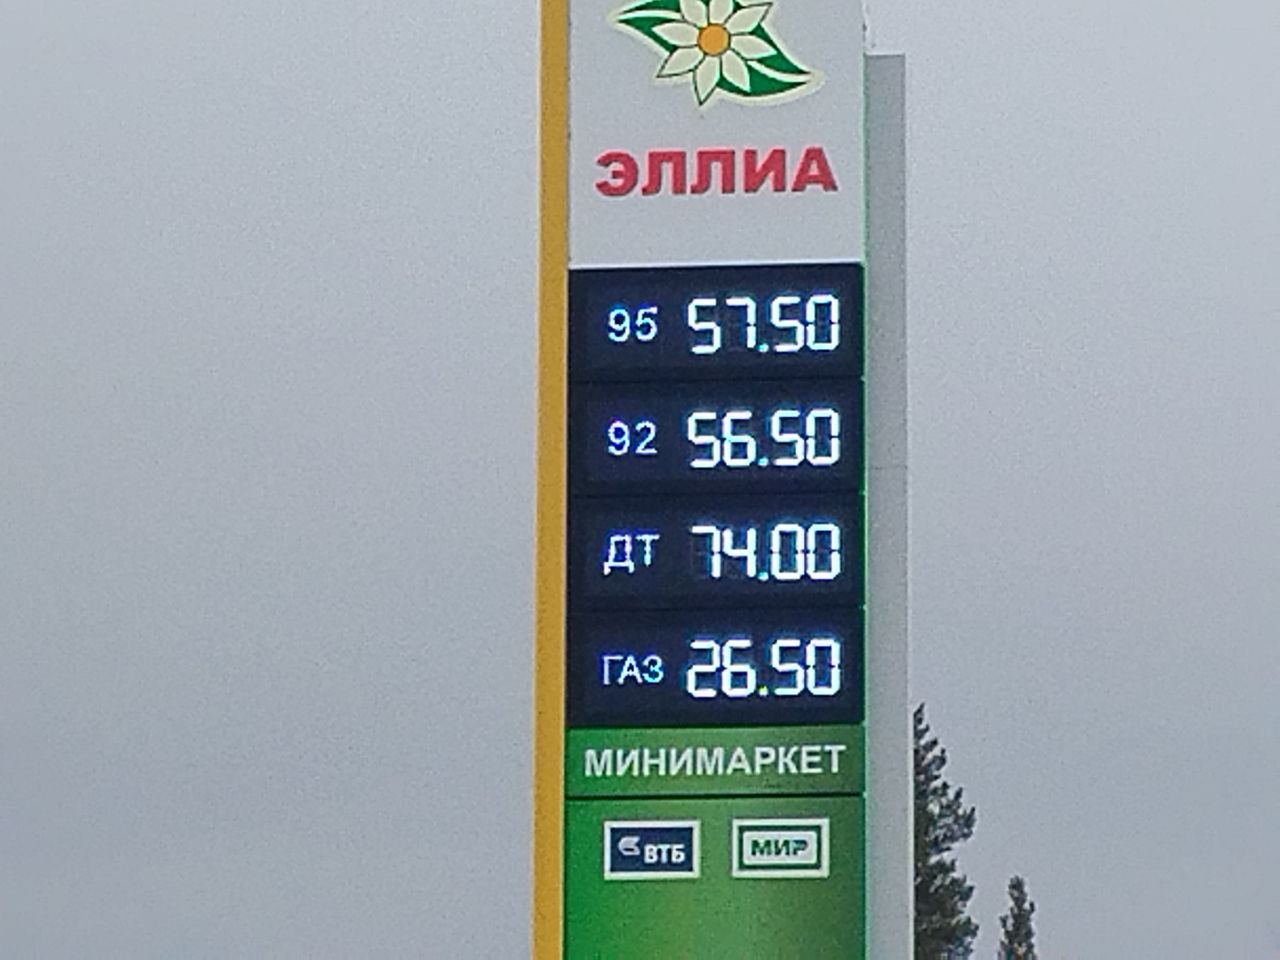 ЭЛЛИА
95 57.50
92 56.50
ДТ 74.00
ГАЗ 26.50
МИНИМАРКЕТ
ВТБ МИР